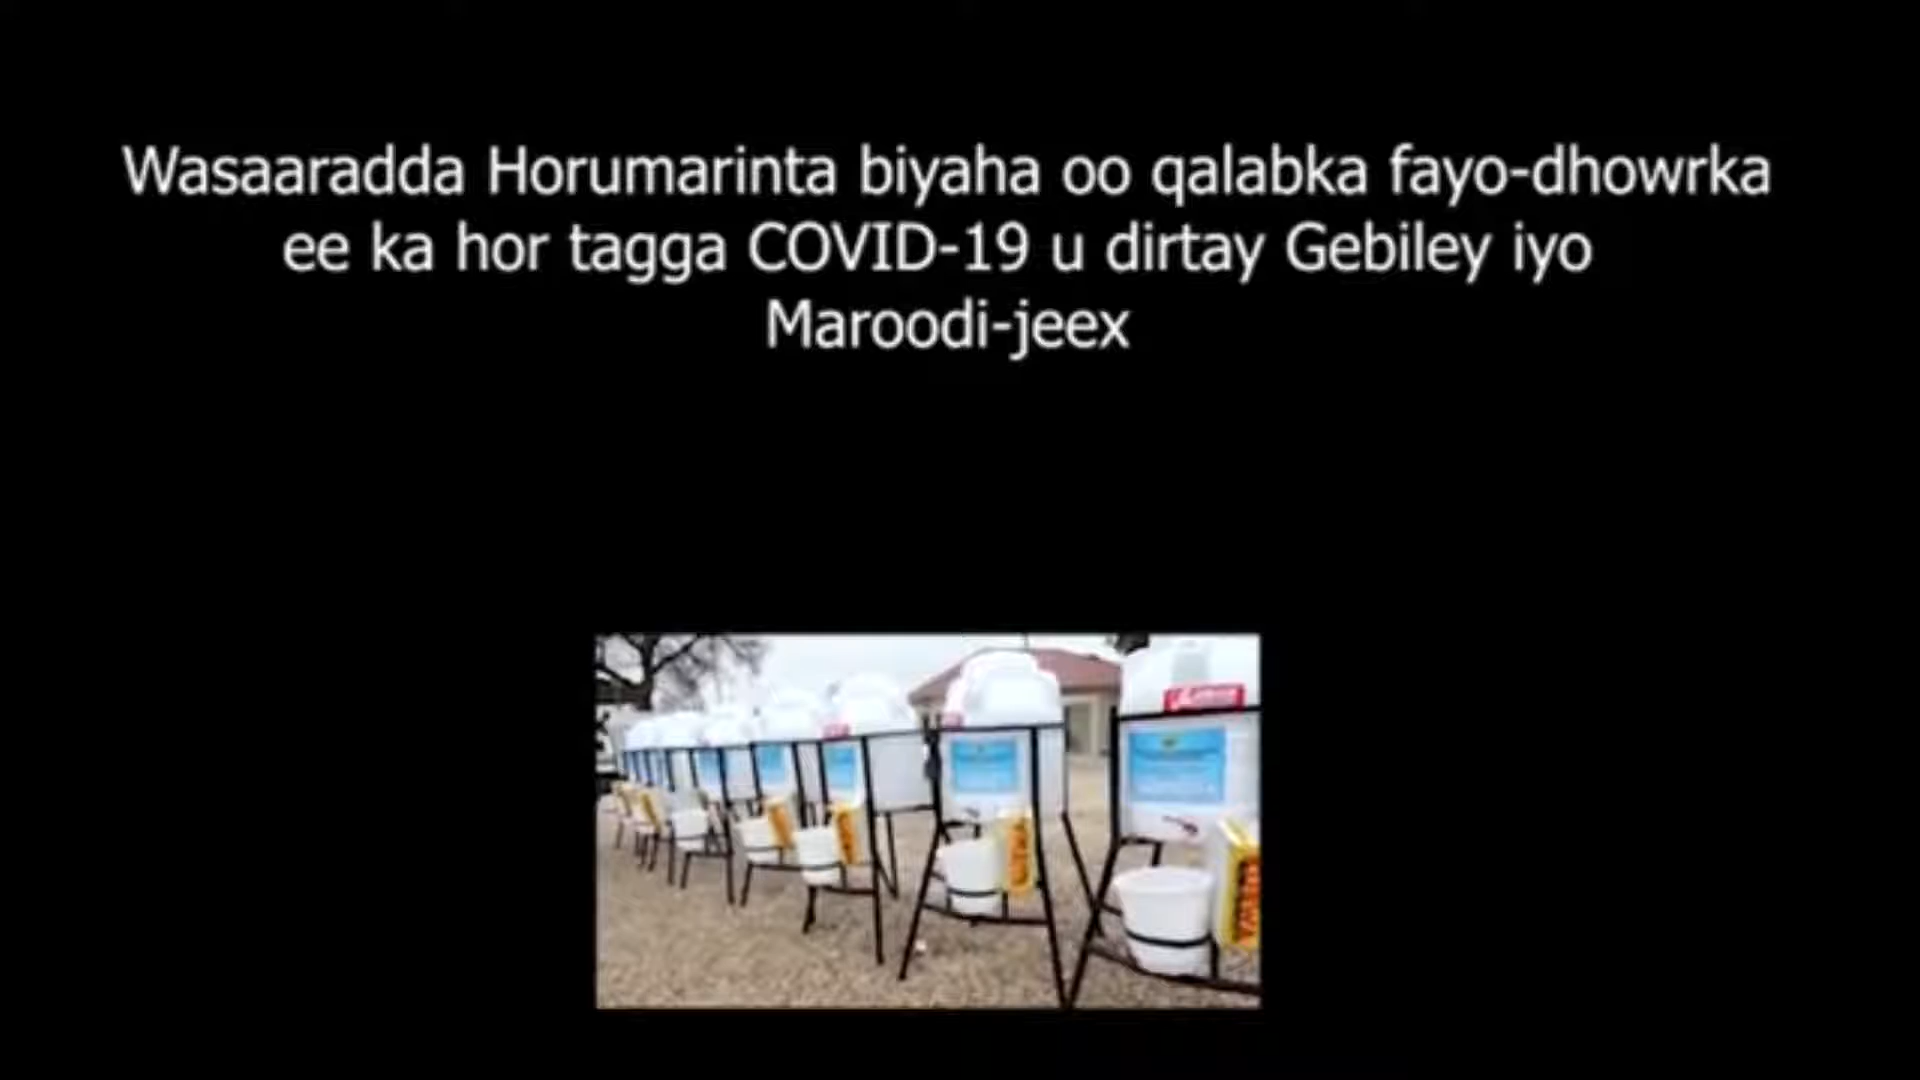 Wasaaradda Horumarinta biyaha oo qalabka fayo-dhowrka
ee ka hor tagga COVID-19 u dirtay Gebiley iyo
Maroodi-jeex